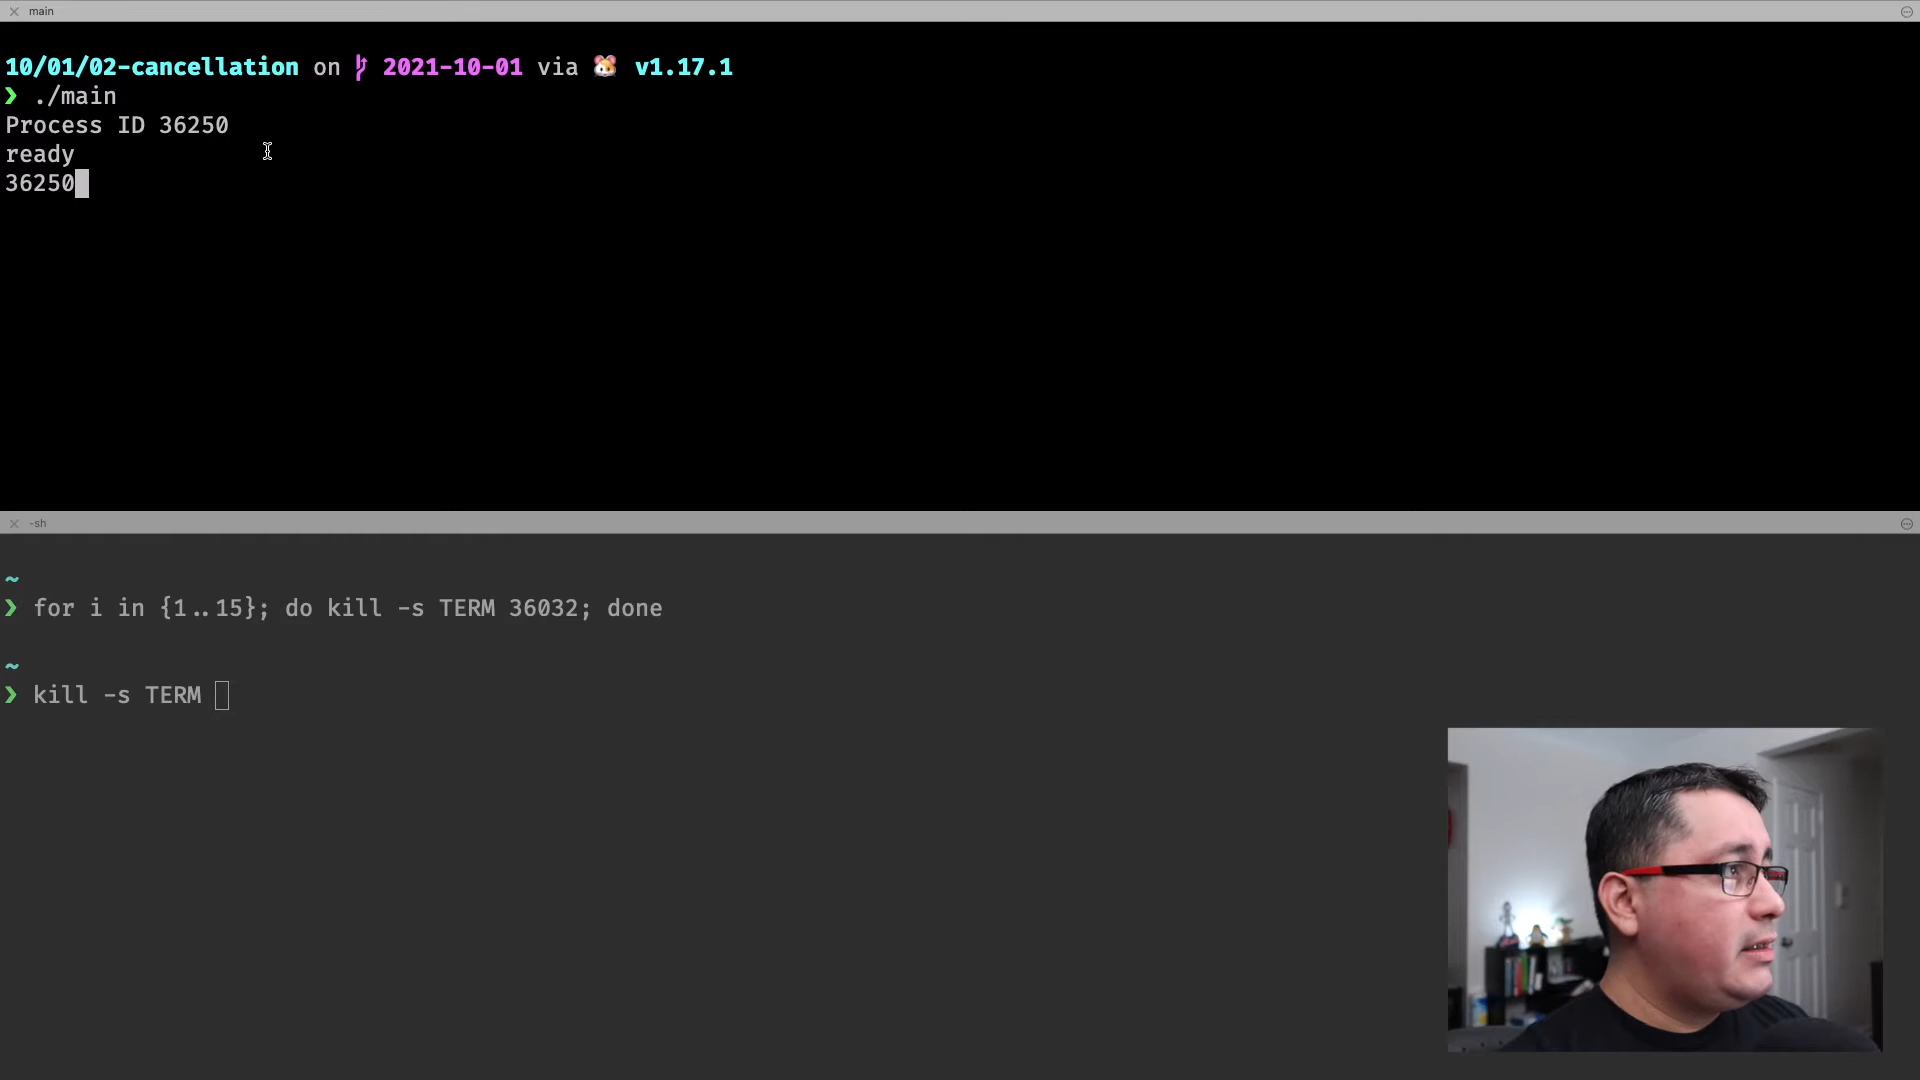 main
10/01/02-cancellation on 2021-10-01 via 🐹 v1.17.1
❯ ./main
Process ID 36250
ready
36250
-sh
~
❯ for i in {1..15}; do kill -s TERM 36032; done
~
❯ kill -s TERM